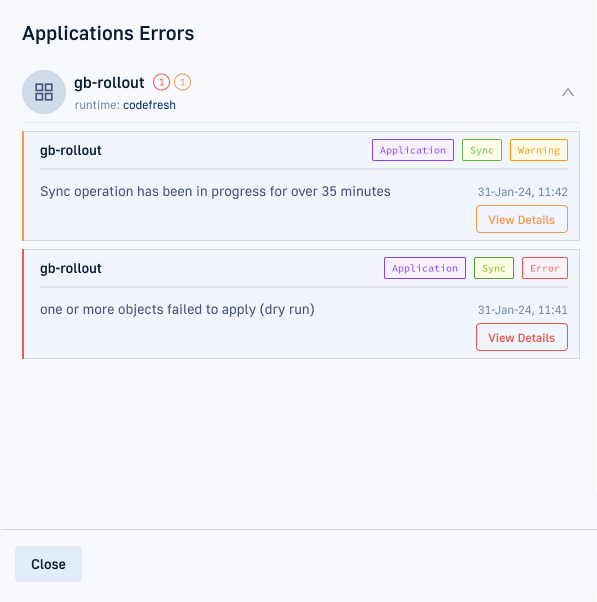 Applications Errors
gb-rollout 1 1
runtime: codefresh
gb-rollout Application Sync Warning
Sync operation has been in progress for over 35 minutes 31-Jan-24, 11:42
View Details
gb-rollout Application Sync Error
one or more objects failed to apply (dry run) 31-Jan-24, 11:41
View Details
Close